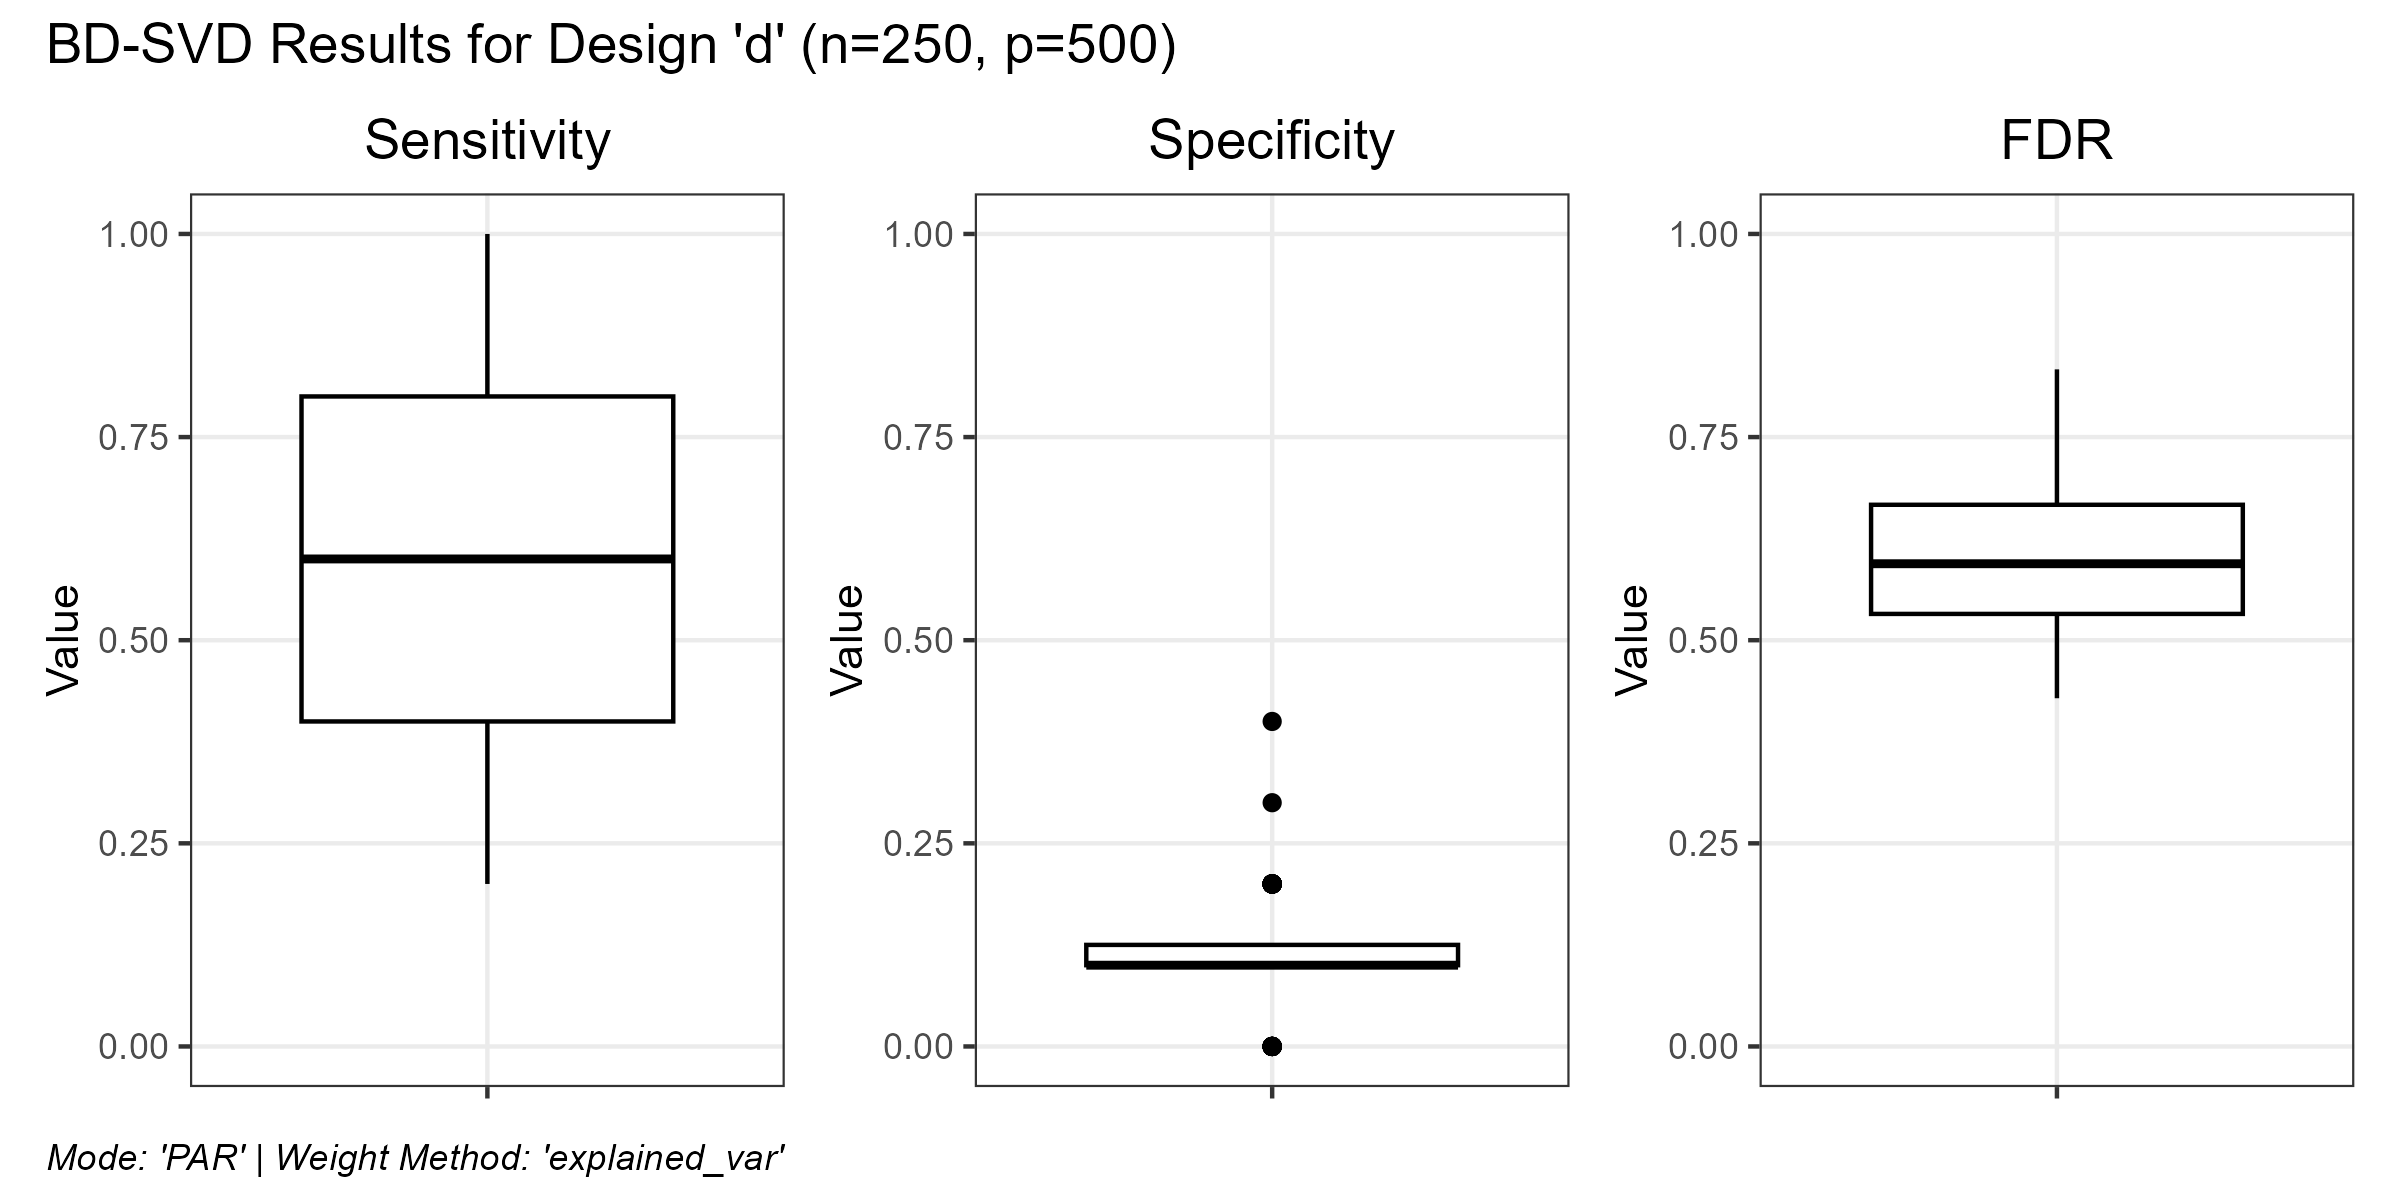 BD-SVD Results for Design 'd' (n=250, p=500)
Sensitivity
Value
1.00
0.75
0.50
0.25
0.00
Specificity
Value
1.00
0.75
0.50
0.25
0.00
FDR
Value
1.00
0.75
0.50
0.25
0.00
Mode: 'PAR' | Weight Method: 'explained_var'